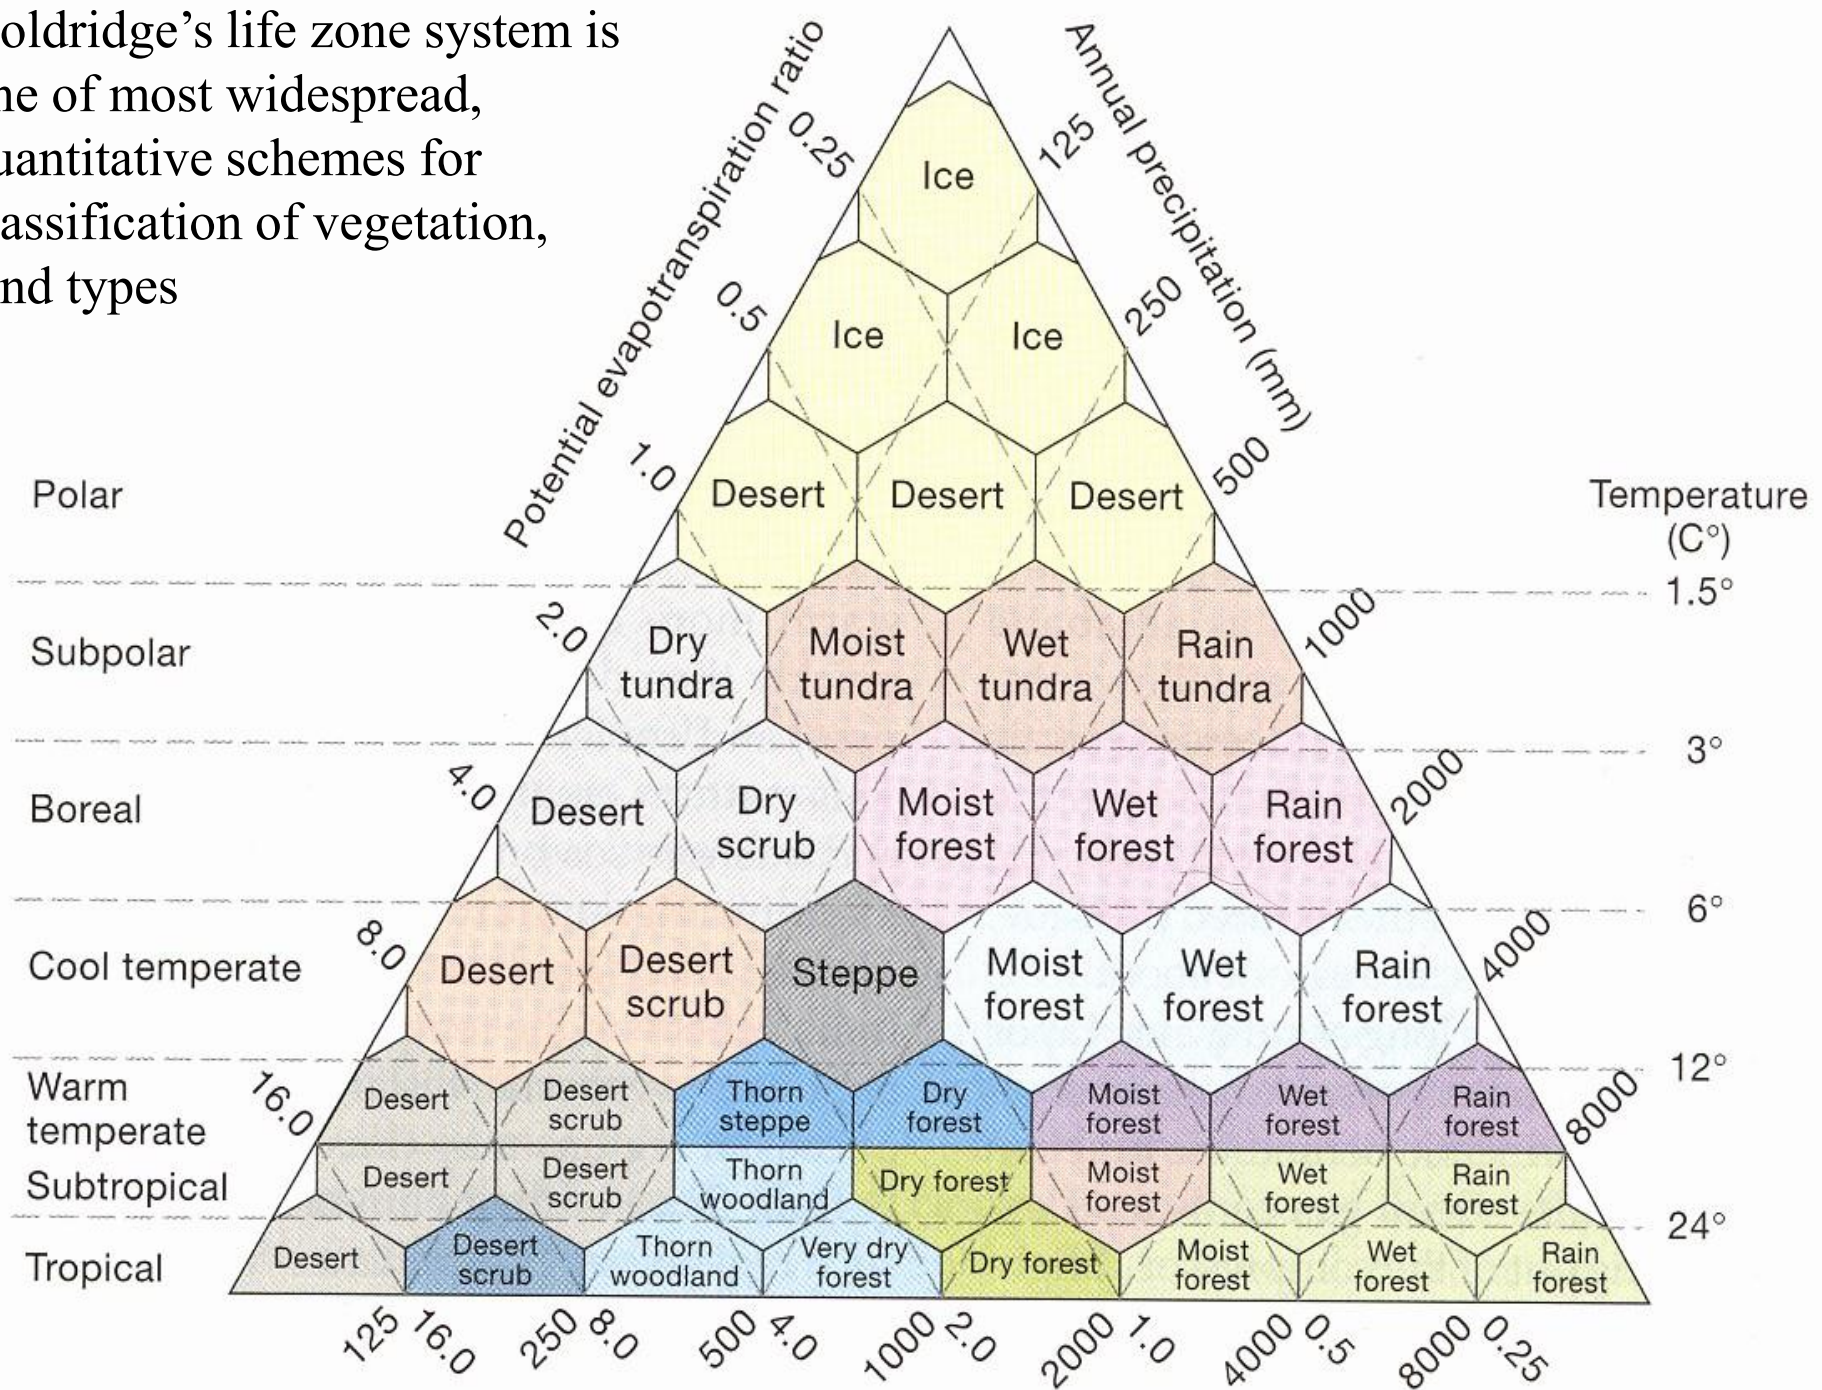 oldridge’s life zone system is
ne of most widespread,
uantitative schemes for
assification of vegetation,
nd types
Potential evapotranspiration ratio
Annual precipitation (mm)
0.25
125
Ice
0.5
250
Ice Ice
1.0
500
Desert Desert Desert
Polar
Temperature
(C°)
1.5°
2.0
1000
Subpolar
Dry
tundra
Moist
tundra
Wet
tundra
Rain
tundra
3°
4.0
2000
Boreal
Desert
Dry
scrub
Moist
forest
Wet
forest
Rain
forest
6°
8.0
4000
Cool temperate
Desert
Desert
scrub
Steppe
Moist
forest
Wet
forest
Rain
forest
12°
16.0
8000
Warm
temperate
Desert
Desert
scrub
Thorn
steppe
Dry
forest
Moist
forest
Wet
forest
Rain
forest
Subtropical
Desert
Desert
scrub
Thorn
woodland
Dry forest
Moist
forest
Wet
forest
Rain
forest
24°
Tropical
Desert
Desert
scrub
Thorn
woodland
Very dry
forest
Dry forest
Moist
forest
Wet
forest
Rain
forest
125 16.0 250 8.0 500 4.0 1000 2.0 2000 1.0 4000 0.5 8000 0.25